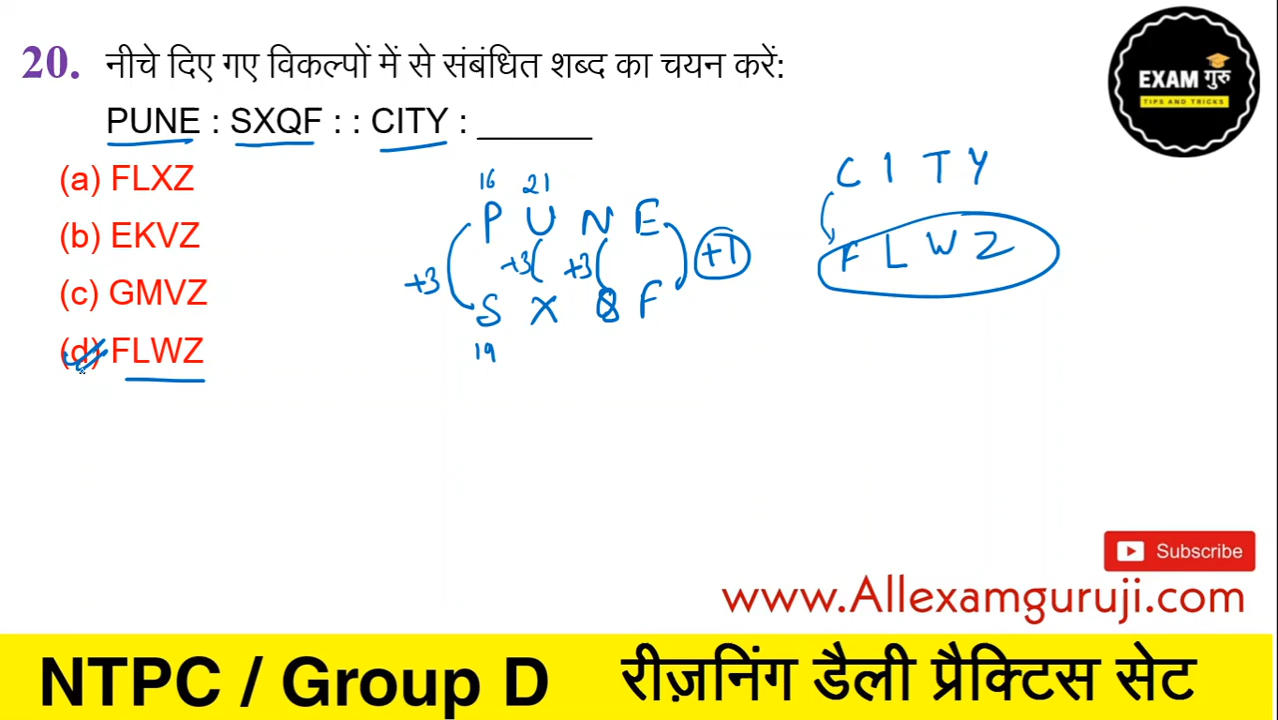 20. नीचे दिए गए विकल्पों में से संबंधित शब्द का चयन करें:
PUNE : SXQF : : CITY : ______
(a) FLXZ
(b) EKVZ
(c) GMVZ
(d) FLWZ
16 21
P U N E
+3 +3 +3 +1
S X Q F
19
C I T Y
F L W Z
EXAM गुरु
TIPS AND TRICKS
Subscribe
www.Allexamguruji.com
NTPC / Group D रीज़निंग डैली प्रैक्टिस सेट